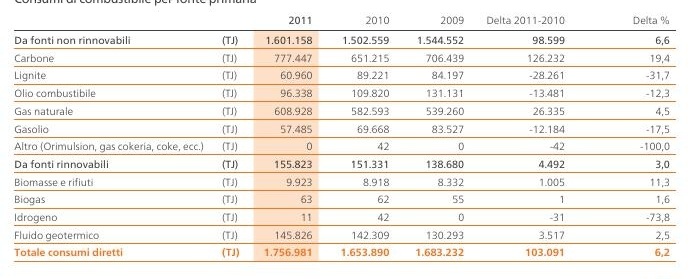 Consumi di combustibile per fonte primaria
2011 2010 2009 Delta 2011-2010 Delta %
Da fonti non rinnovabili (TJ) 1.601.158 1.502.559 1.544.552 98.599 6,6
Carbone (TJ) 777.447 651.215 706.439 126.232 19,4
Lignite (TJ) 60.960 89.221 84.197 -28.261 -31,7
Olio combustibile (TJ) 96.338 109.820 131.131 -13.481 -12,3
Gas naturale (TJ) 608.928 582.593 539.260 26.335 4,5
Gasolio (TJ) 57.485 69.668 83.527 -12.184 -17,5
Altro (Orimulsion, gas cokeria, coke, ecc.) (TJ) 0 42 0 -42 -100,0
Da fonti rinnovabili (TJ) 155.823 151.331 138.680 4.492 3,0
Biomasse e rifiuti (TJ) 9.923 8.918 8.332 1.005 11,3
Biogas (TJ) 63 62 55 1 1,6
Idrogeno (TJ) 11 42 0 -31 -73,8
Fluido geotermico (TJ) 145.826 142.309 130.293 3.517 2,5
Totale consumi diretti (TJ) 1.756.981 1.653.890 1.683.232 103.091 6,2